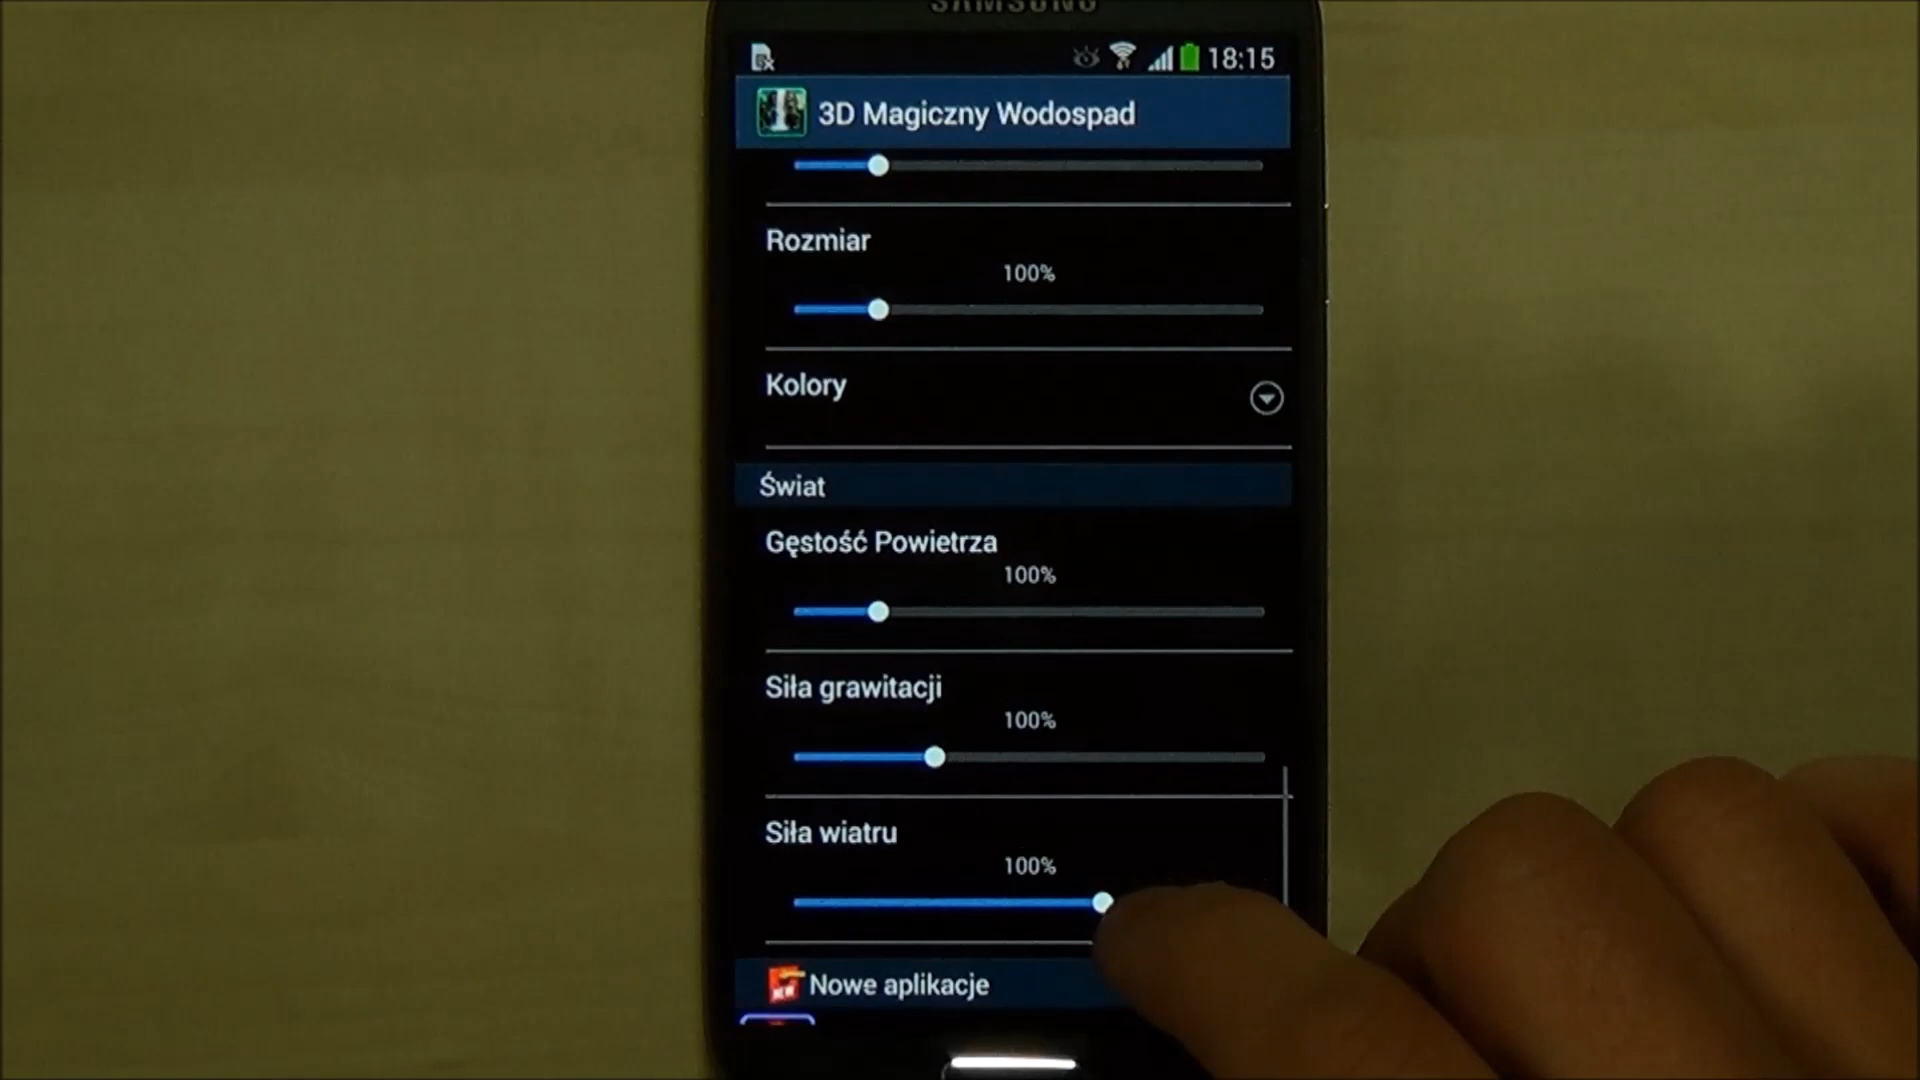 SAMSUNG
18:15
3D Magiczny Wodospad
Rozmiar
100%
Kolory
Świat
Gęstość Powietrza
100%
Siła grawitacji
100%
Siła wiatru
100%
Nowe aplikacje